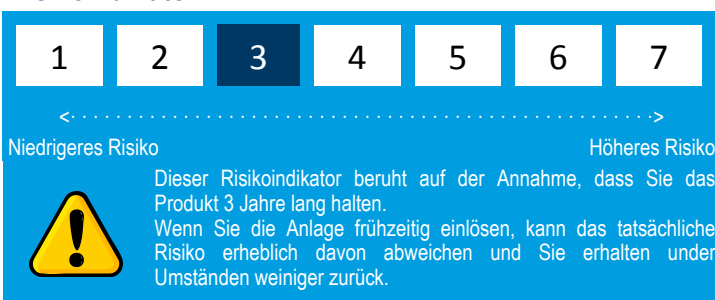 1 2 3 4 5 6 7
<· · · · · · · · · · · · · · · · · · · · · · · · · · · · · · · · · · · · · · · · · · · · · · · · · · · ·>
Niedrigeres Risiko Höheres Risiko
Dieser Risikoindikator beruht auf der Annahme, dass Sie das
Produkt 3 Jahre lang halten.
Wenn Sie die Anlage frühzeitig einlösen, kann das tatsächliche
Risiko erheblich davon abweichen und Sie erhalten unter
Umständen weiniger zurück.